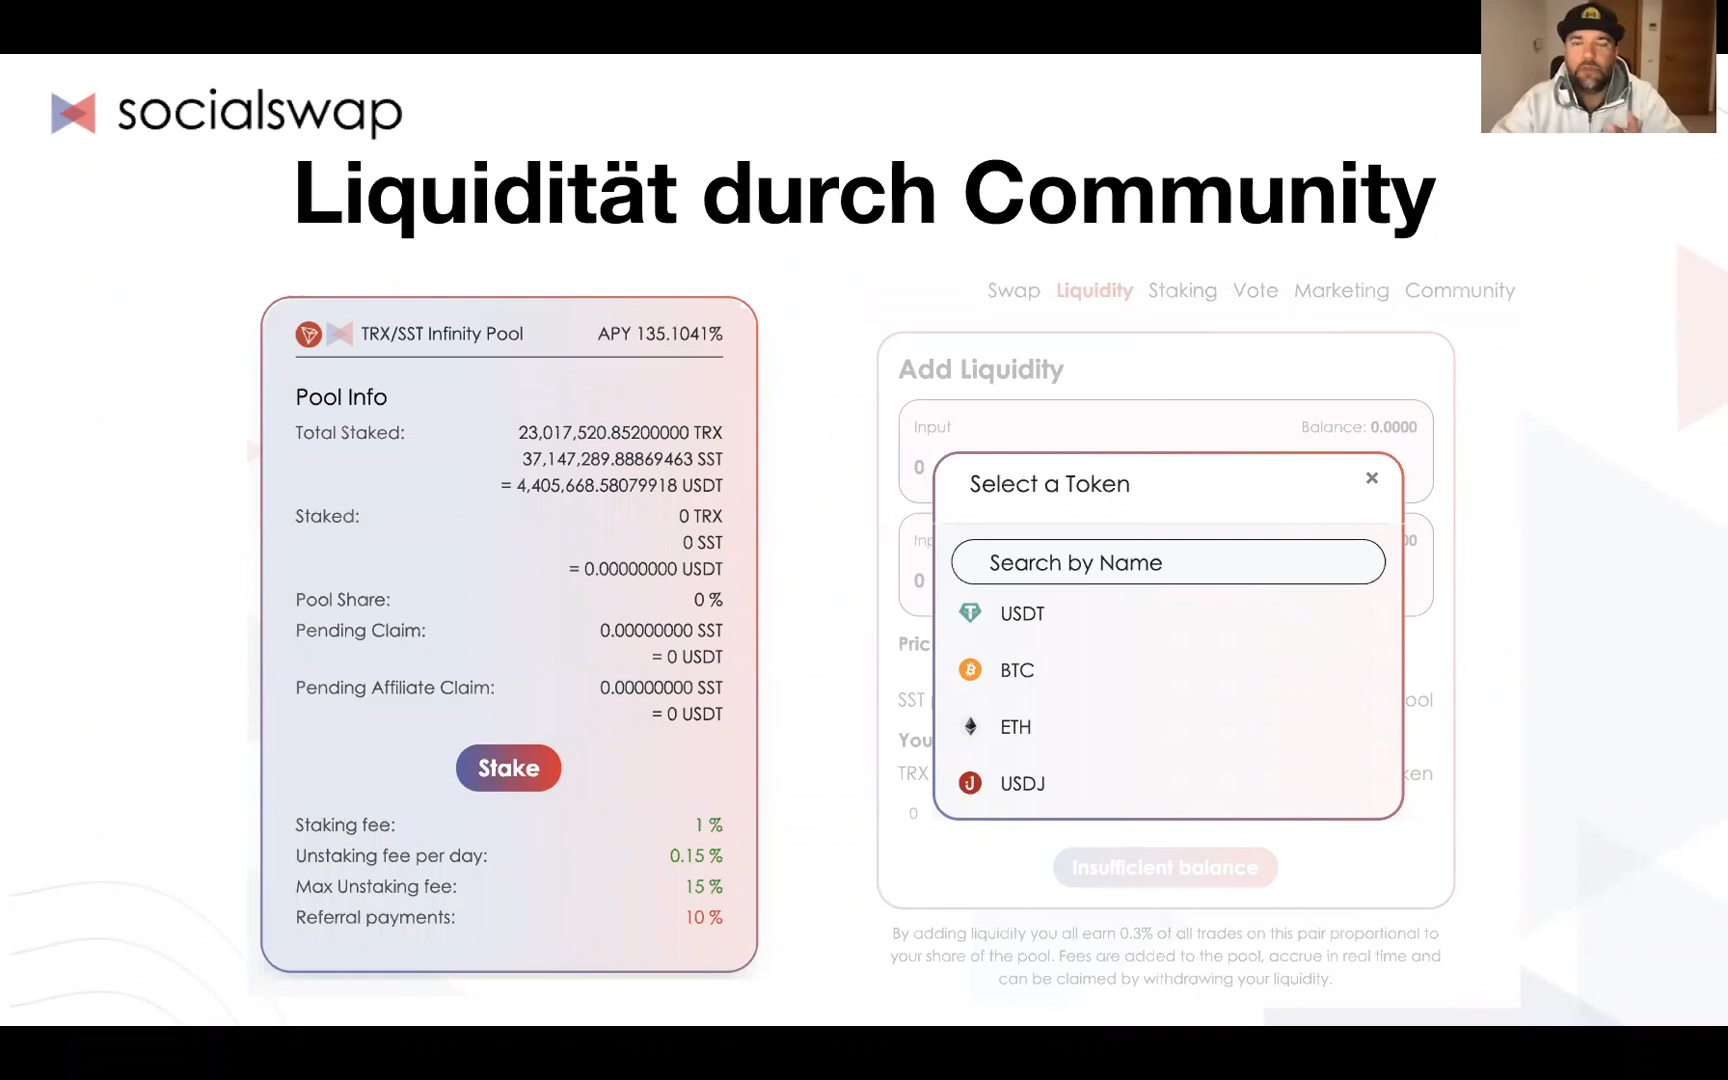 socialswap
Liquidität durch Community
TRX/SST Infinity Pool APY 135.1041%
Pool Info
Total Staked: 23,017,520.85200000 TRX
37,147,289.88869463 SST
= 4,405,668.58079918 USDT
Staked: 0 TRX
0 SST
= 0.00000000 USDT
Pool Share: 0 %
Pending Claim: 0.00000000 SST
= 0 USDT
Pending Affiliate Claim: 0.00000000 SST
= 0 USDT
Stake
Staking fee: 1 %
Unstaking fee per day: 0.15 %
Max Unstaking fee: 15 %
Referral payments: 10 %
Swap Liquidity Staking Vote Marketing Community
Add Liquidity
Input Balance: 0.0000
0
Select a Token ×
Search by Name
USDT
BTC
ETH
USDJ
0
SST
TRX
0
Insufficient balance
By adding liquidity you all earn 0.3% of all trades on this pair proportional to
your share of the pool. Fees are added to the pool, accrue in real time and
can be claimed by withdrawing your liquidity.